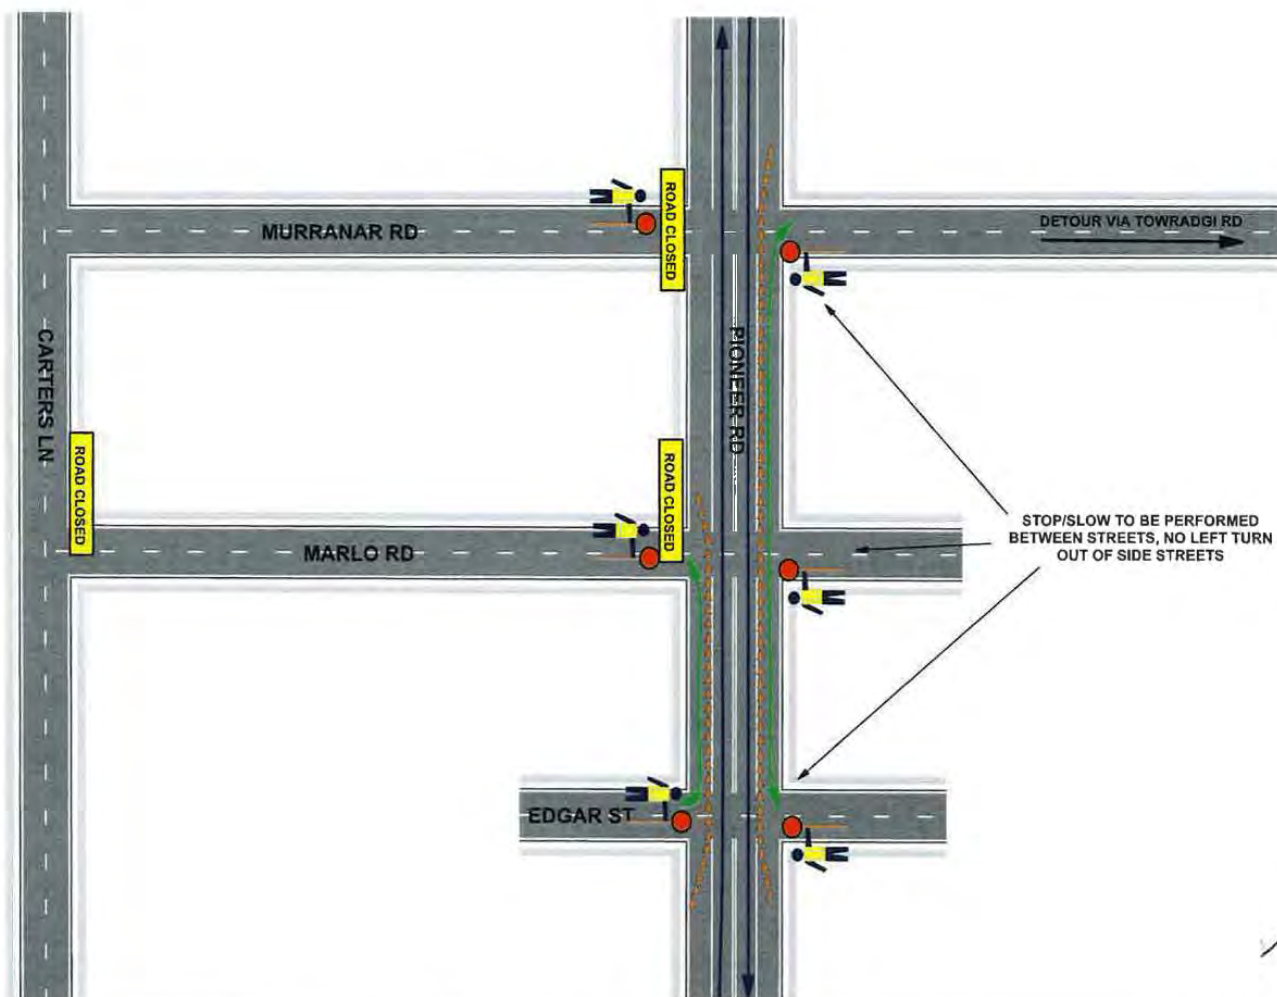 ROAD CLOSED
MURRANAR RD
DETOUR VIA TOWRADGI RD
CARTERS LN
PIONEER RD
ROAD CLOSED
ROAD CLOSED
STOP/SLOW TO BE PERFORMED
BETWEEN STREETS, NO LEFT TURN
OUT OF SIDE STREETS
MARLO RD
EDGAR ST